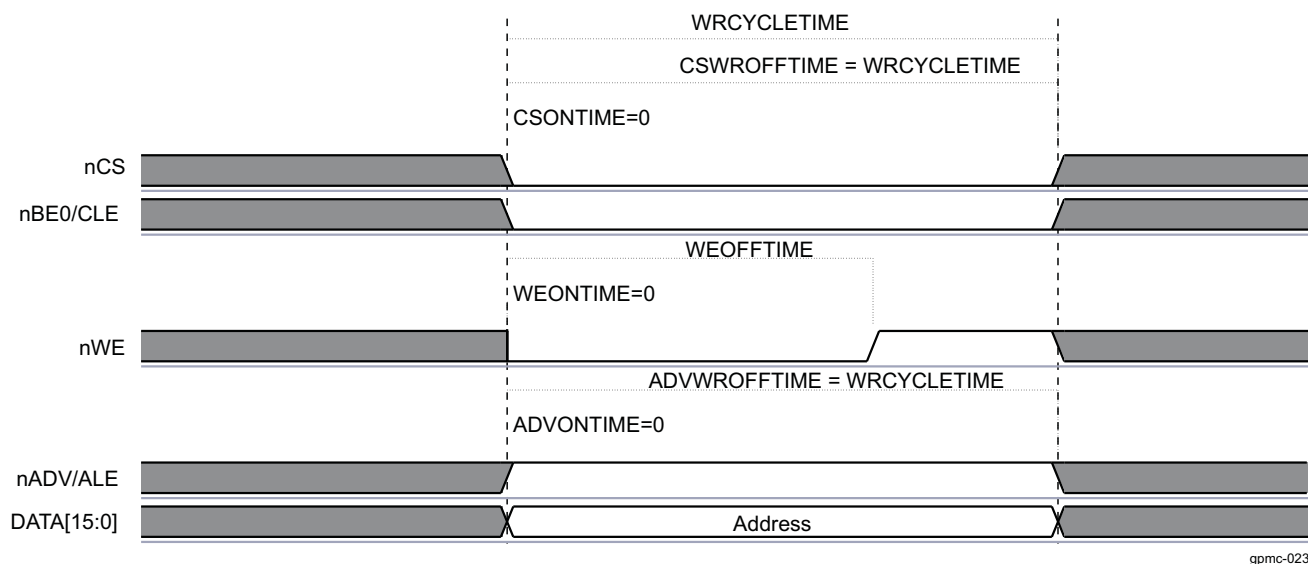 WRCYCLETIME
CSWROFFTIME = WRCYCLETIME
CSONTIME=0
nCS
nBE0/CLE
WEOFFTIME
WEONTIME=0
nWE
ADVWROFFTIME = WRCYCLETIME
ADVONTIME=0
nADV/ALE
DATA[15:0]
Address
gpmc-023